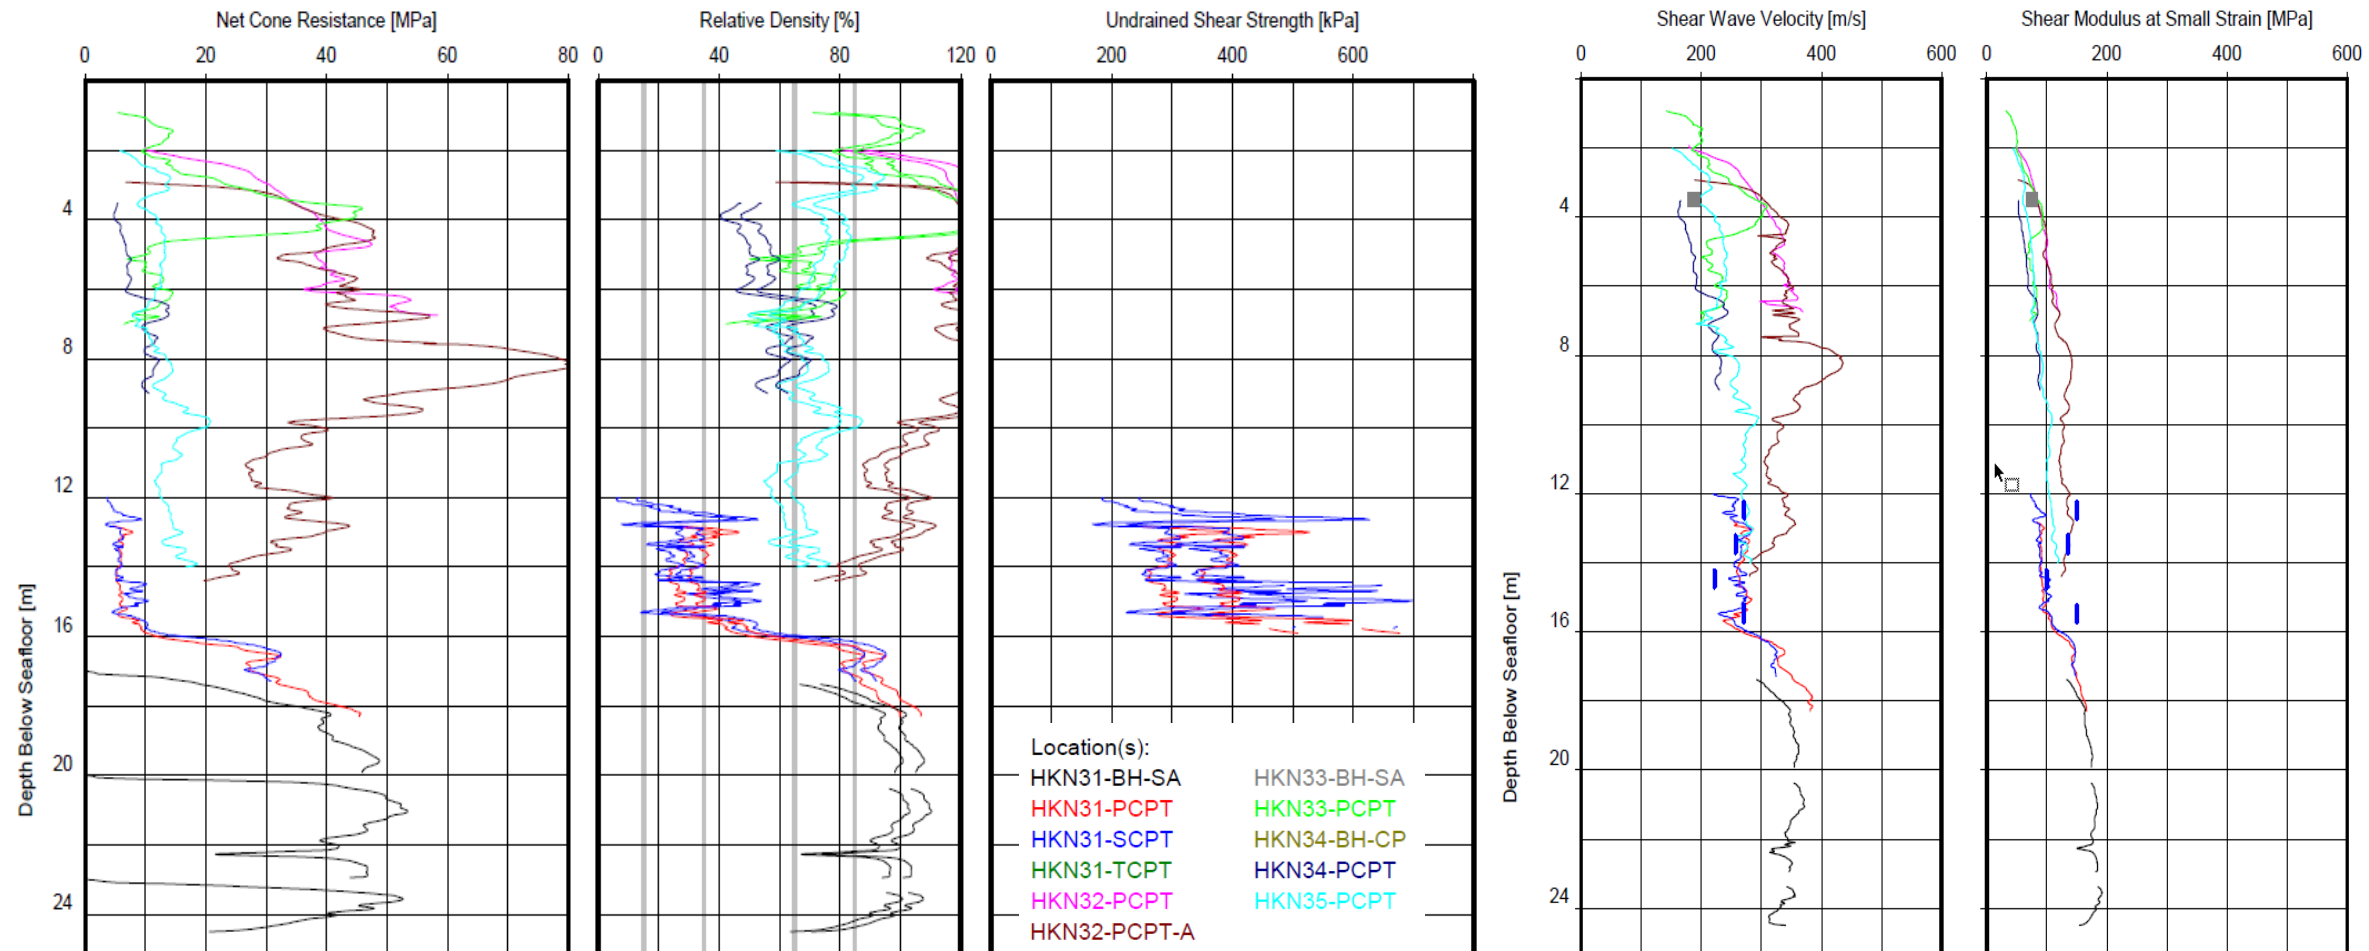 Net Cone Resistance [MPa]
0 20 40 60 80
Relative Density [%]
0 40 80 120
Undrained Shear Strength [kPa]
0 200 400 600
Shear Wave Velocity [m/s]
0 200 400 600
Shear Modulus at Small Strain [MPa]
0 200 400 600
Depth Below Seafloor [m]
4
8
12
16
20
24
Location(s):
HKN31-BH-SA
HKN31-PCPT
HKN31-SCPT
HKN31-TCPT
HKN32-PCPT
HKN32-PCPT-A
HKN33-BH-SA
HKN33-PCPT
HKN34-BH-CP
HKN34-PCPT
HKN35-PCPT
Depth Below Seafloor [m]
4
8
12
16
20
24